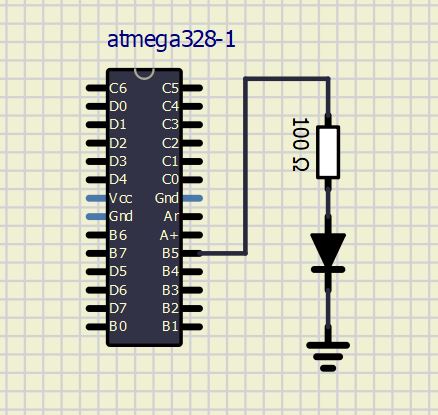 atmega328-1
C6 C5
D0 C4
D1 C3
D2 C2
D3 C1
D4 C0
Vcc Gnd
Gnd Ar
B6 A+
B7 B5
D5 B4
D6 B3
D7 B2
B0 B1
100 Ω